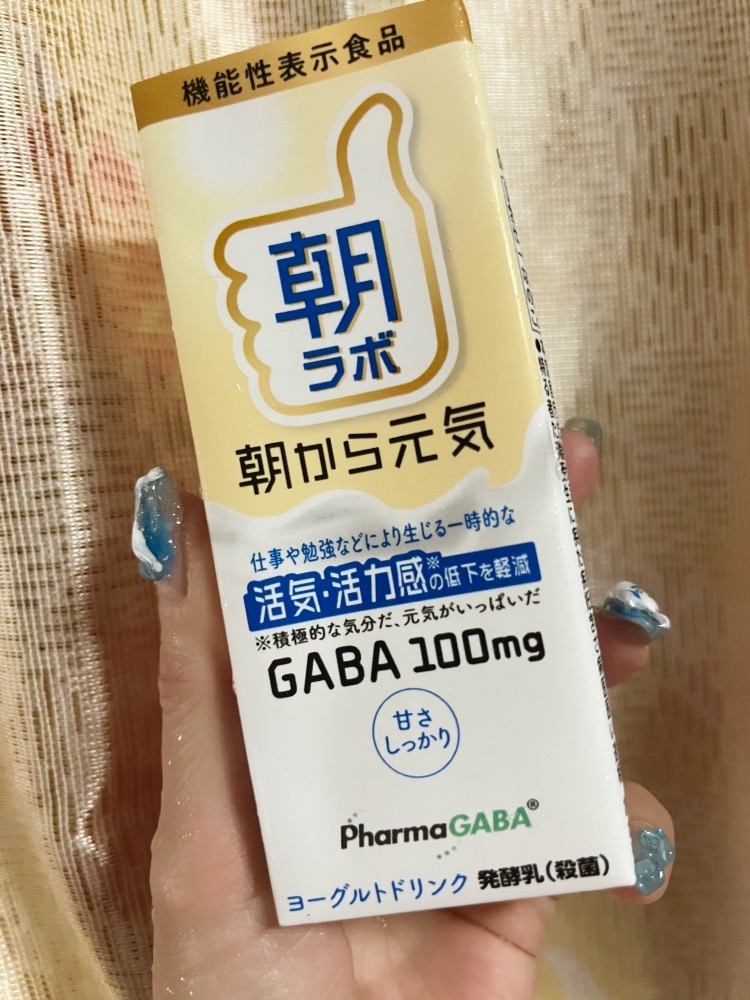 機能性表示食品
朝
ラボ
朝から元気
仕事や勉強などにより生じる一時的な
活気・活力感※の低下を軽減
※積極的な気分だ、元気がいっぱいだ
GABA 100mg
甘さ
しっかり
PharmaGABA®
ヨーグルトドリンク 発酵乳(殺菌)